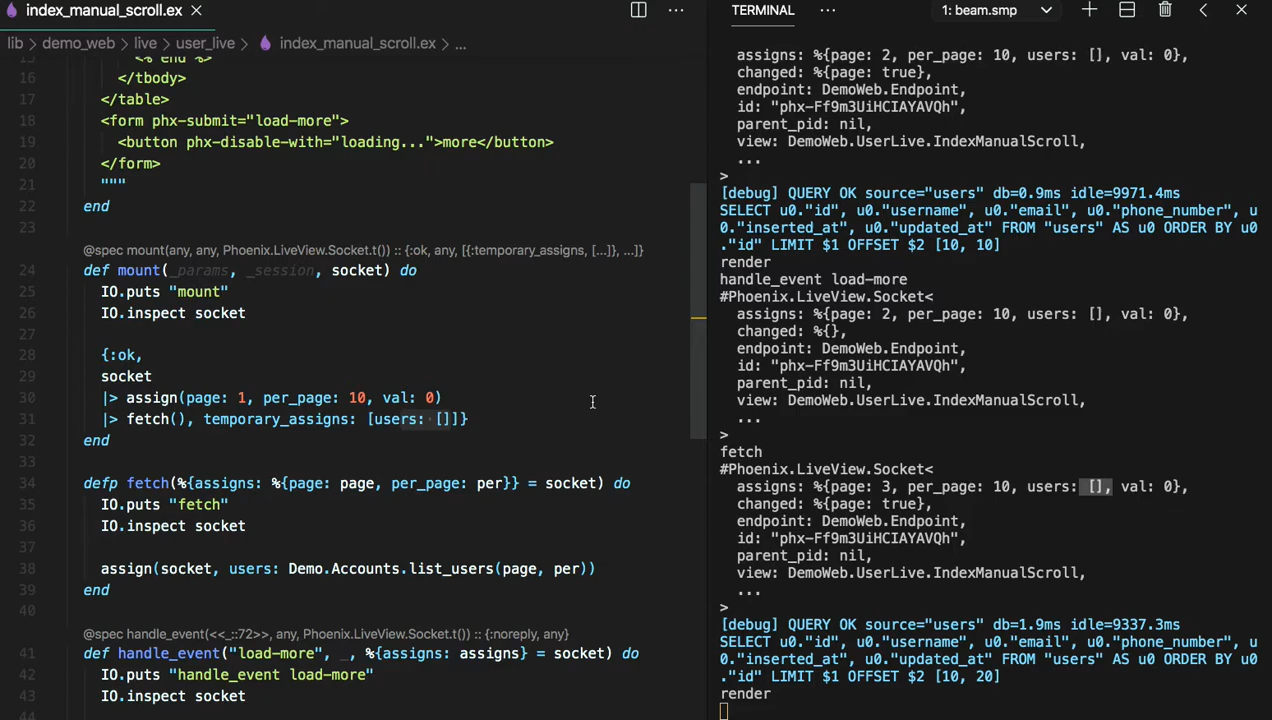 index_manual_scroll.ex
lib > demo_web > live > user_live > index_manual_scroll.ex > ...
15 <% end %>
16 </tbody>
17 </table>
18 <form phx-submit="load-more">
19 <button phx-disable-with="loading...">more</button>
20 </form>
21 """
22 end
23
@spec mount(any, any, Phoenix.LiveView.Socket.t()) :: {:ok, any, [{:temporary_assigns, [...]}, ...]}
24 def mount(_params, _session, socket) do
25 IO.puts "mount"
26 IO.inspect socket
27
28 {:ok,
29 socket
30 |> assign(page: 1, per_page: 10, val: 0)
31 |> fetch(), temporary_assigns: [users: []]}
32 end
33
34 defp fetch(%{assigns: %{page: page, per_page: per}} = socket) do
35 IO.puts "fetch"
36 IO.inspect socket
37
38 assign(socket, users: Demo.Accounts.list_users(page, per))
39 end
40
@spec handle_event(<<_::72>>, any, Phoenix.LiveView.Socket.t()) :: {:noreply, any}
41 def handle_event("load-more", _, %{assigns: assigns} = socket) do
42 IO.puts "handle_event load-more"
43 IO.inspect socket
44
TERMINAL ... 1: beam.smp
assigns: %{page: 2, per_page: 10, users: [], val: 0},
changed: %{page: true},
endpoint: DemoWeb.Endpoint,
id: "phx-Ff9m3UiHCIAYAVQh",
parent_pid: nil,
view: DemoWeb.UserLive.IndexManualScroll,
...
>
[debug] QUERY OK source="users" db=0.9ms idle=9971.4ms
SELECT u0."id", u0."username", u0."email", u0."phone_number", u
0."inserted_at", u0."updated_at" FROM "users" AS u0 ORDER BY u0
."id" LIMIT $1 OFFSET $2 [10, 10]
render
handle_event load-more
#Phoenix.LiveView.Socket<
assigns: %{page: 2, per_page: 10, users: [], val: 0},
changed: %{},
endpoint: DemoWeb.Endpoint,
id: "phx-Ff9m3UiHCIAYAVQh",
parent_pid: nil,
view: DemoWeb.UserLive.IndexManualScroll,
...
>
fetch
#Phoenix.LiveView.Socket<
assigns: %{page: 3, per_page: 10, users: [], val: 0},
changed: %{page: true},
endpoint: DemoWeb.Endpoint,
id: "phx-Ff9m3UiHCIAYAVQh",
parent_pid: nil,
view: DemoWeb.UserLive.IndexManualScroll,
...
>
[debug] QUERY OK source="users" db=1.9ms idle=9337.3ms
SELECT u0."id", u0."username", u0."email", u0."phone_number", u
0."inserted_at", u0."updated_at" FROM "users" AS u0 ORDER BY u0
."id" LIMIT $1 OFFSET $2 [10, 20]
render